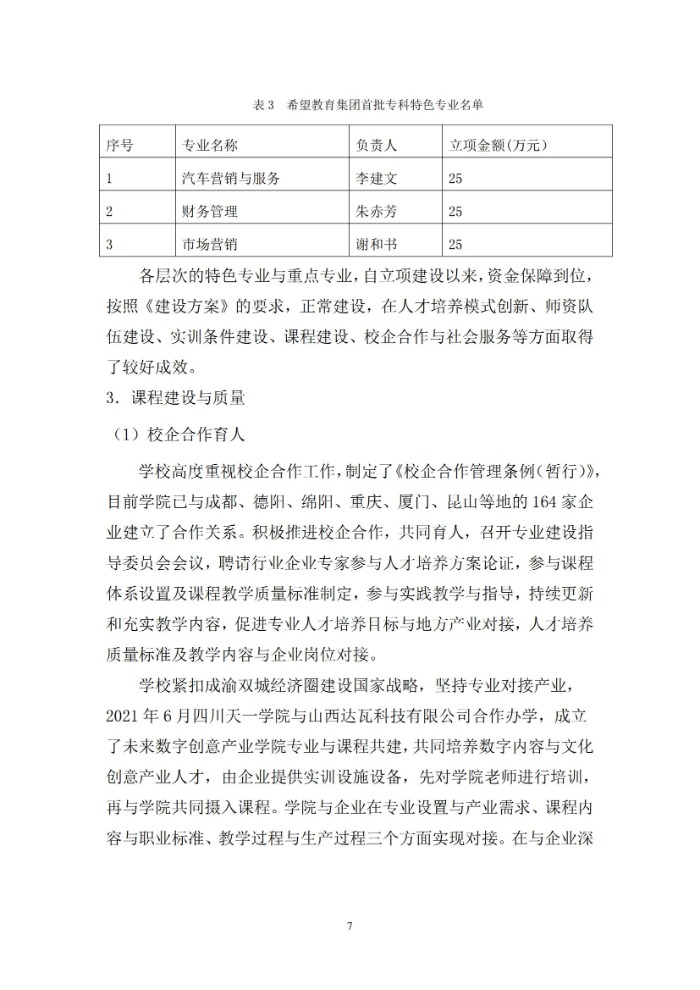 表3 希望教育集团首批专科特色专业名单
序号 专业名称 负责人 立项金额(万元)
1 汽车营销与服务 李建文 25
2 财务管理 朱赤芳 25
3 市场营销 谢和书 25
各层次的特色专业与重点专业，自立项建设以来，资金保障到位，
按照《建设方案》的要求，正常建设，在人才培养模式创新、师资队
伍建设、实训条件建设、课程建设、校企合作与社会服务等方面取得
了较好成效。
3．课程建设与质量
（1）校企合作育人
学校高度重视校企合作工作，制定了《校企合作管理条例（暂行）》，
目前学院已与成都、德阳、绵阳、重庆、厦门、昆山等地的164家企
业建立了合作关系。积极推进校企合作，共同育人，召开专业建设指
导委员会会议，聘请行业企业专家参与人才培养方案论证，参与课程
体系设置及课程教学质量标准制定，参与实践教学与指导，持续更新
和充实教学内容，促进专业人才培养目标与地方产业对接，人才培养
质量标准及教学内容与企业岗位对接。
学校紧扣成渝双城经济圈建设国家战略，坚持专业对接产业，
2021年6月四川天一学院与山西达瓦科技有限公司合作办学，成立
了未来数字创意产业学院专业与课程共建，共同培养数字内容与文化
创意产业人才，由企业提供实训设施设备，先对学院老师进行培训，
再与学院共同摄入课程。学院与企业在专业设置与产业需求、课程内
容与职业标准、教学过程与生产过程三个方面实现对接。在与企业深
7